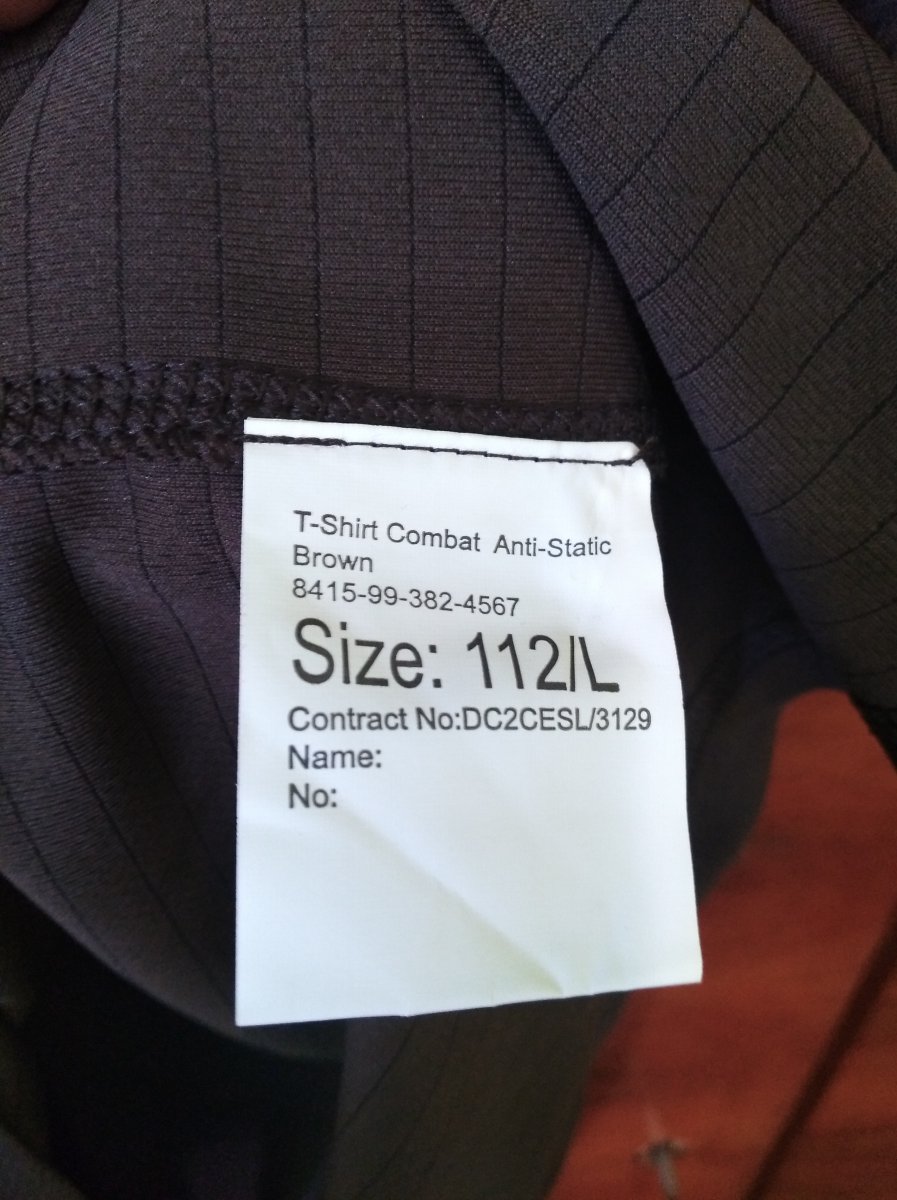 T-Shirt Combat Anti-Static
Brown
8415-99-382-4567
Size: 112/L
Contract No:DC2CESL/3129
Name:
No: